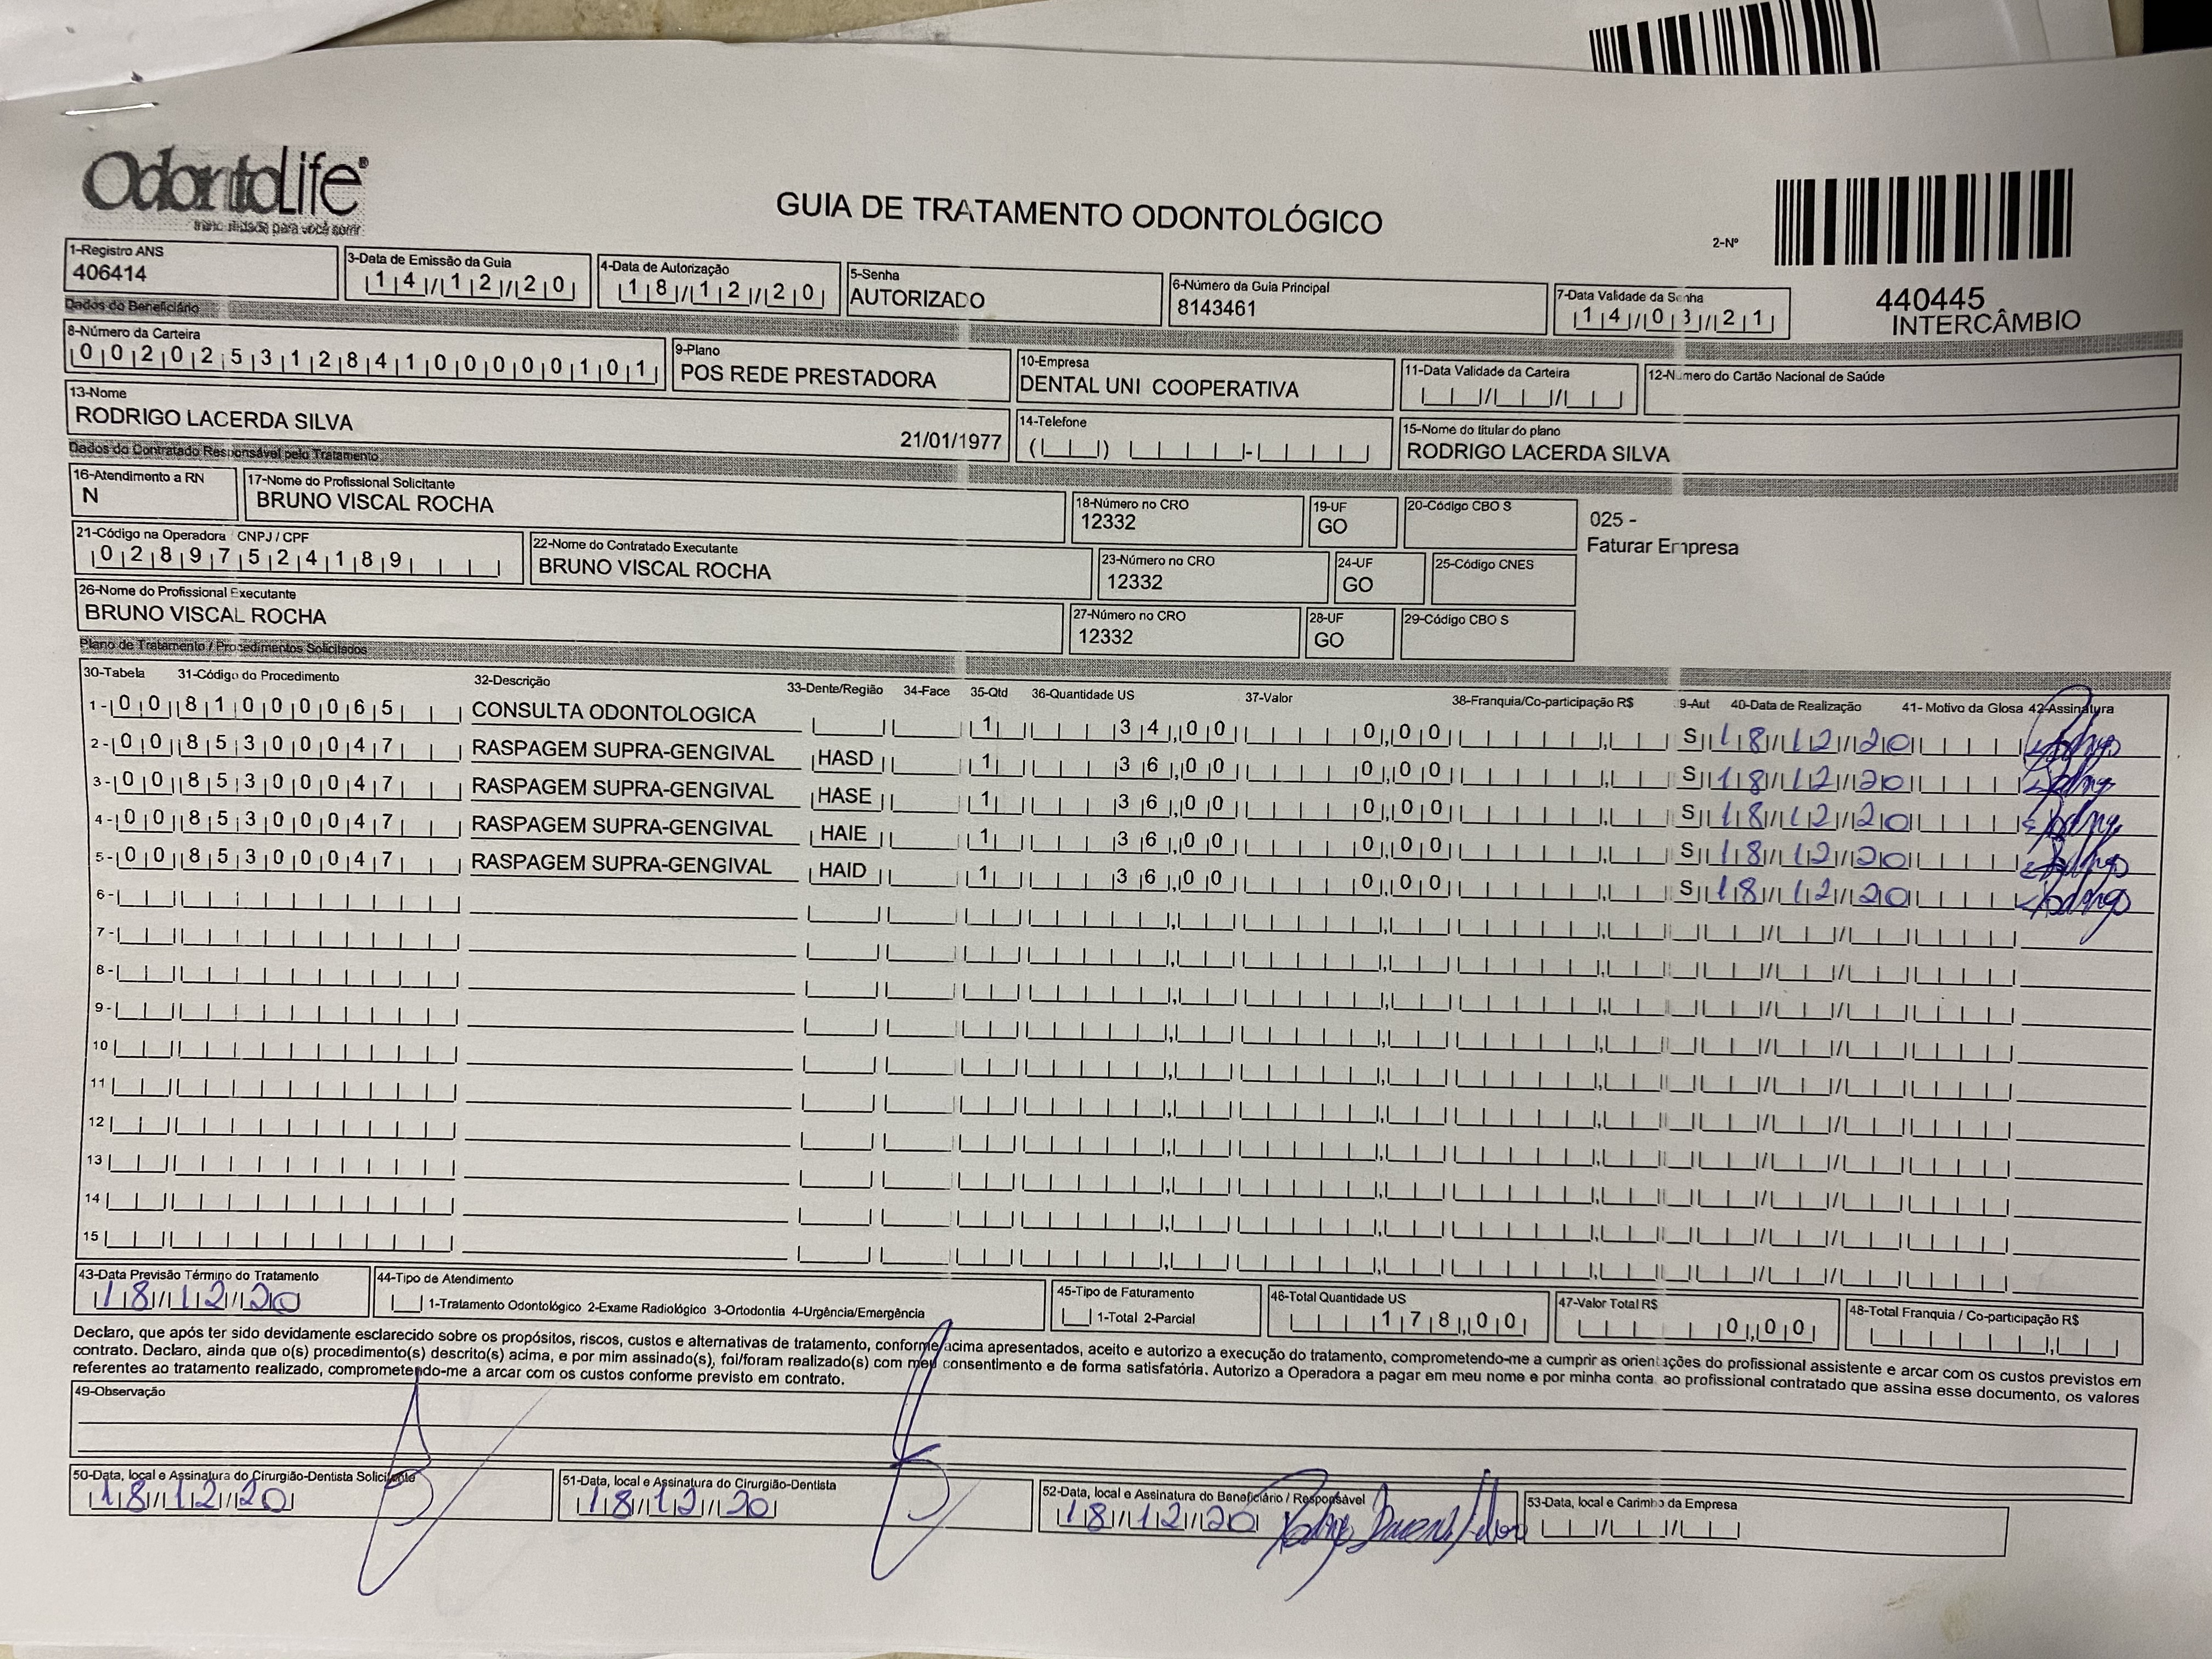 OdontoLife®
tranquilidade para você sorrir
GUIA DE TRATAMENTO ODONTOLÓGICO
2-Nº
440445
INTERCÂMBIO
1-Registro ANS
406414
3-Data de Emissão da Guia
14/12/20
4-Data de Autorização
18/12/20
5-Senha
AUTORIZADO
6-Número da Guia Principal
8143461
7-Data Validade da Senha
14/03/21
Dados do Beneficiário
8-Número da Carteira
00202531284100000101
9-Plano
POS REDE PRESTADORA
10-Empresa
DENTAL UNI COOPERATIVA
11-Data Validade da Carteira
12-Número do Cartão Nacional de Saúde
13-Nome
RODRIGO LACERDA SILVA
21/01/1977
14-Telefone
15-Nome do titular do plano
RODRIGO LACERDA SILVA
Dados do Contratado Responsável pelo Tratamento
16-Atendimento a RN
N
17-Nome do Profissional Solicitante
BRUNO VISCAL ROCHA
18-Número no CRO
12332
19-UF
GO
20-Código CBO S
025 -
Faturar Empresa
21-Código na Operadora CNPJ / CPF
02897524189
22-Nome do Contratado Executante
BRUNO VISCAL ROCHA
23-Número no CRO
12332
24-UF
GO
25-Código CNES
26-Nome do Profissional Executante
BRUNO VISCAL ROCHA
27-Número no CRO
12332
28-UF
GO
29-Código CBO S
Plano de Tratamento / Procedimentos Solicitados
30-Tabela 31-Código do Procedimento 32-Descrição 33-Dente/Região 34-Face 35-Qtd 36-Quantidade US 37-Valor 38-Franquia/Co-participação R$ 9-Aut 40-Data de Realização 41- Motivo da Glosa 42-Assinatura
1- 00 81000065 CONSULTA ODONTOLOGICA 1 34,00 0,00 S 18/12/20
2- 00 85300047 RASPAGEM SUPRA-GENGIVAL HASD 1 36,00 0,00 S 18/12/20
3- 00 85300047 RASPAGEM SUPRA-GENGIVAL HASE 1 36,00 0,00 S 18/12/20
4- 00 85300047 RASPAGEM SUPRA-GENGIVAL HAIE 1 36,00 0,00 S 18/12/20
5- 00 85300047 RASPAGEM SUPRA-GENGIVAL HAID 1 36,00 0,00 S 18/12/20
6-
7-
8-
9-
10
11
12
13
14
15
43-Data Previsão Término do Tratamento
18/12/20
44-Tipo de Atendimento
1-Tratamento Odontológico 2-Exame Radiológico 3-Ortodontia 4-Urgência/Emergência
45-Tipo de Faturamento
1-Total 2-Parcial
46-Total Quantidade US
178,00
47-Valor Total R$
0,00
48-Total Franquia / Co-participação R$
Declaro, que após ter sido devidamente esclarecido sobre os propósitos, riscos, custos e alternativas de tratamento, conforme acima apresentados, aceito e autorizo a execução do tratamento, comprometendo-me a cumprir as orientações do profissional assistente e arcar com os custos previstos em
contrato. Declaro, ainda que o(s) procedimento(s) descrito(s) acima, e por mim assinado(s), foi/foram realizado(s) com meu consentimento e de forma satisfatória. Autorizo a Operadora a pagar em meu nome e por minha conta ao profissional contratado que assina esse documento, os valores
referentes ao tratamento realizado, comprometendo-me a arcar com os custos conforme previsto em contrato.
49-Observação
50-Data, local e Assinatura do Cirurgião-Dentista Solicitante
18/12/20
51-Data, local e Assinatura do Cirurgião-Dentista
18/12/20
52-Data, local e Assinatura do Beneficiário / Responsável
18/12/20
53-Data, local e Carimbo da Empresa